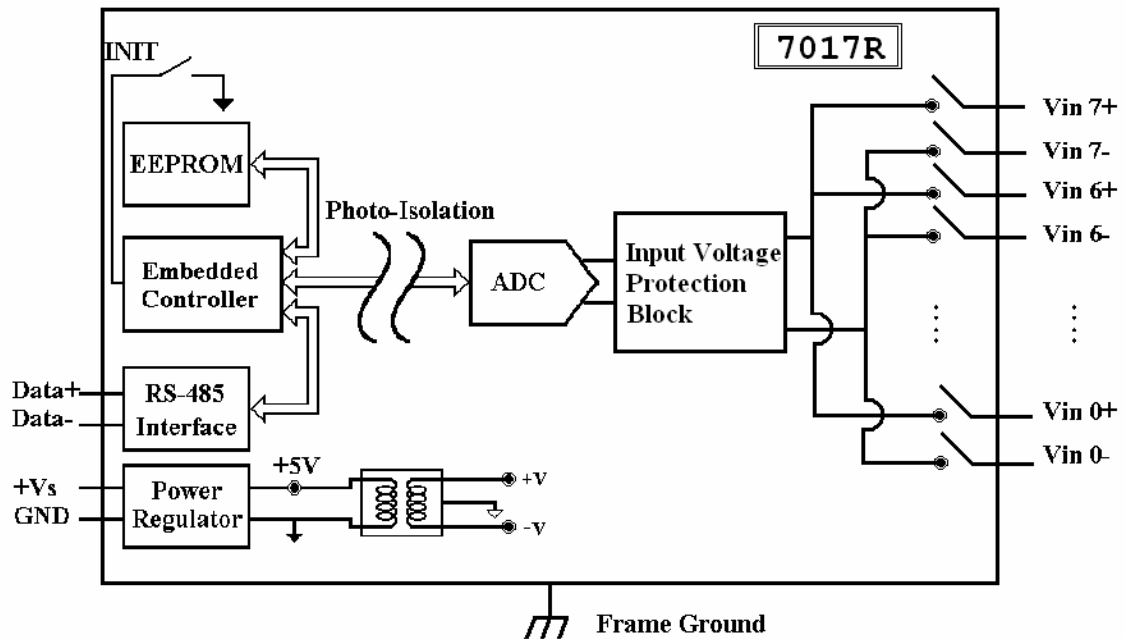 INIT
7017R
EEPROM
Photo-Isolation
Embedded
Controller
ADC
Input Voltage
Protection
Block
Vin 7+
Vin 7-
Vin 6+
Vin 6-
Data+
Data-
RS-485
Interface
Vin 0+
Vin 0-
+Vs
GND
Power
Regulator
+5V
+V
-V
Frame Ground